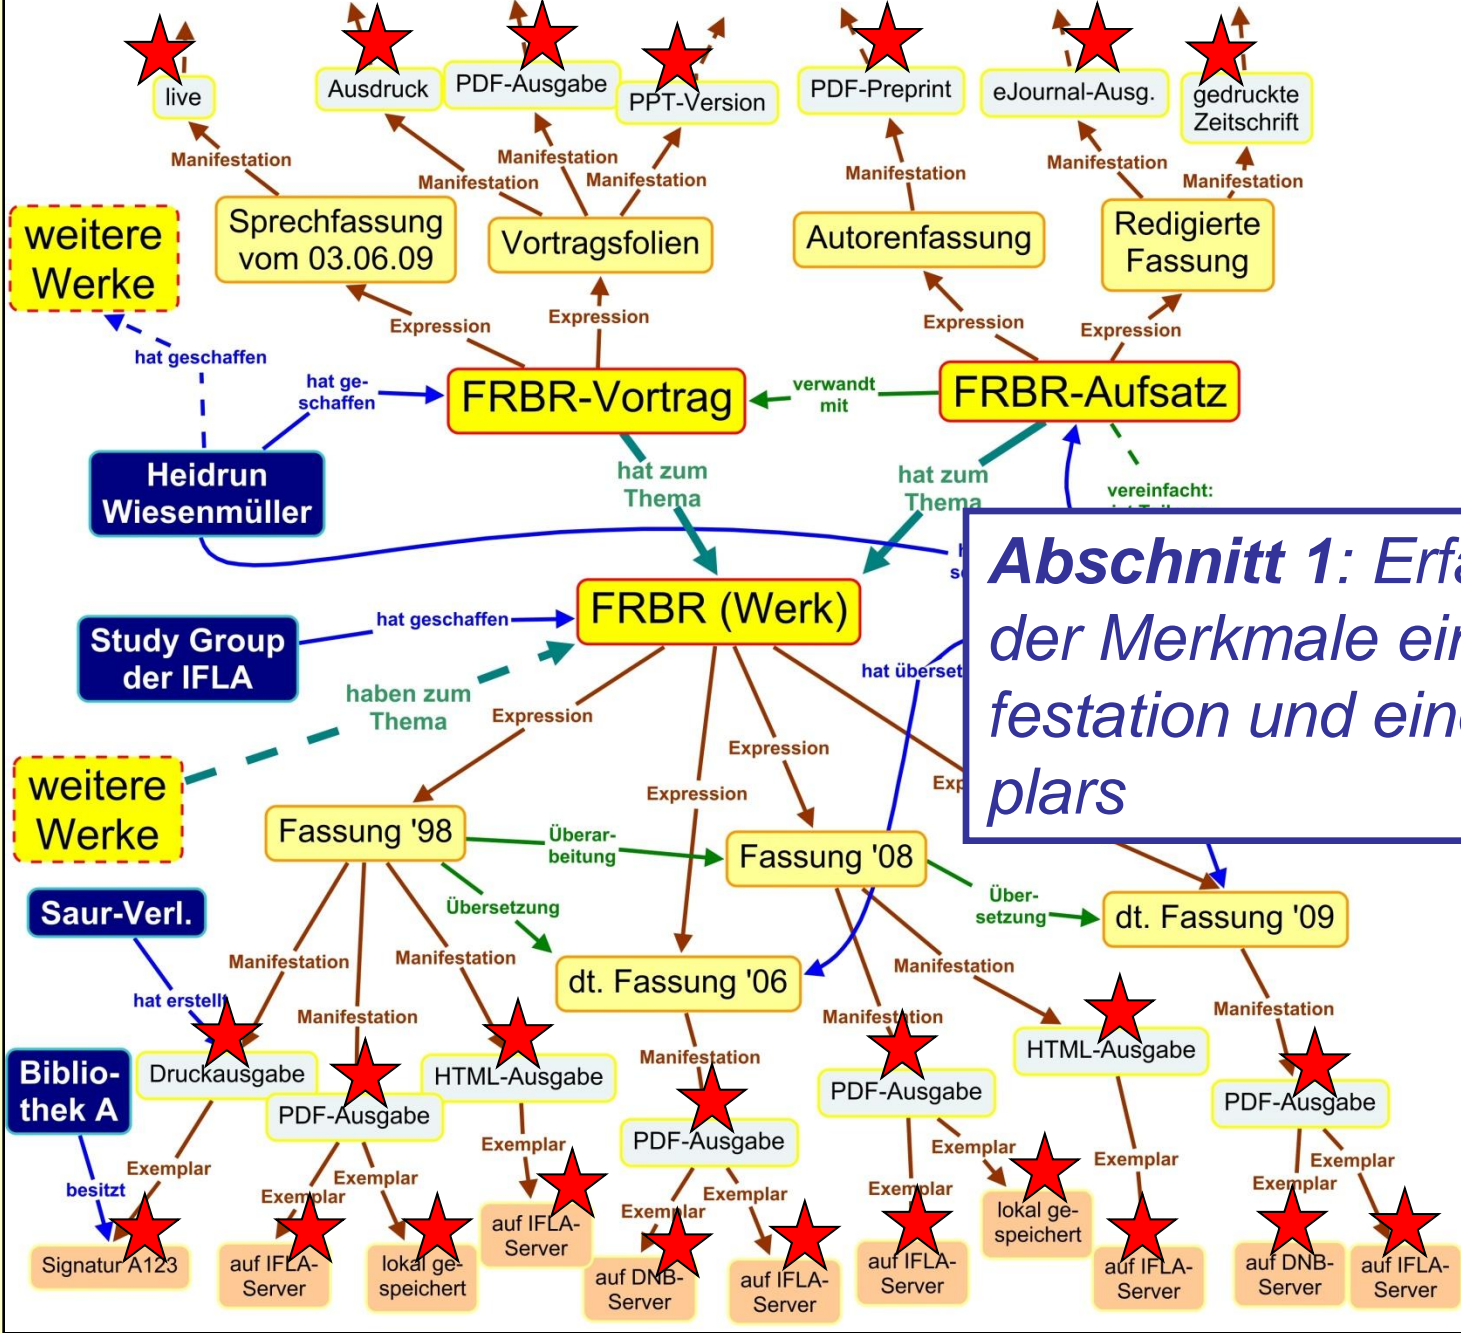 live
Ausdruck
PDF-Ausgabe
PPT-Version
PDF-Preprint
eJournal-Ausg.
gedruckte
Zeitschrift
Manifestation
Manifestation
Manifestation
Manifestation
Manifestation
Manifestation
Manifestation
weitere
Werke
Sprechfassung
vom 03.06.09
Vortragsfolien
Autorenfassung
Redigierte
Fassung
Expression
Expression
Expression
Expression
hat geschaffen
hat ge-
schaffen
FRBR-Vortrag
verwandt
mit
FRBR-Aufsatz
Heidrun
Wiesenmüller
hat zum
Thema
hat zum
Thema
vereinfacht:
Abschnitt 1:
der Merkmale
festation und
plars
Study Group
der IFLA
hat geschaffen
FRBR (Werk)
haben zum
Thema
Expression
Expression
Expression
weitere
Werke
Fassung '98
Überar-
beitung
Fassung '08
Saur-Verl.
Übersetzung
Über-
setzung
dt. Fassung '09
dt. Fassung '06
hat erstellt
Manifestation
Manifestation
Manifestation
Manifestation
Manifestation
Manifestation
Manifestation
Biblio-
thek A
Druckausgabe
PDF-Ausgabe
HTML-Ausgabe
PDF-Ausgabe
PDF-Ausgabe
HTML-Ausgabe
PDF-Ausgabe
besitzt
Exemplar
Exemplar
Exemplar
Exemplar
Exemplar
Exemplar
Exemplar
Exemplar
Exemplar
Exemplar
Exemplar
Signatur A123
auf IFLA-
Server
lokal ge-
speichert
auf IFLA-
Server
auf DNB-
Server
auf IFLA-
Server
auf IFLA-
Server
lokal ge-
speichert
auf IFLA-
Server
auf DNB-
Server
auf IFLA-
Server